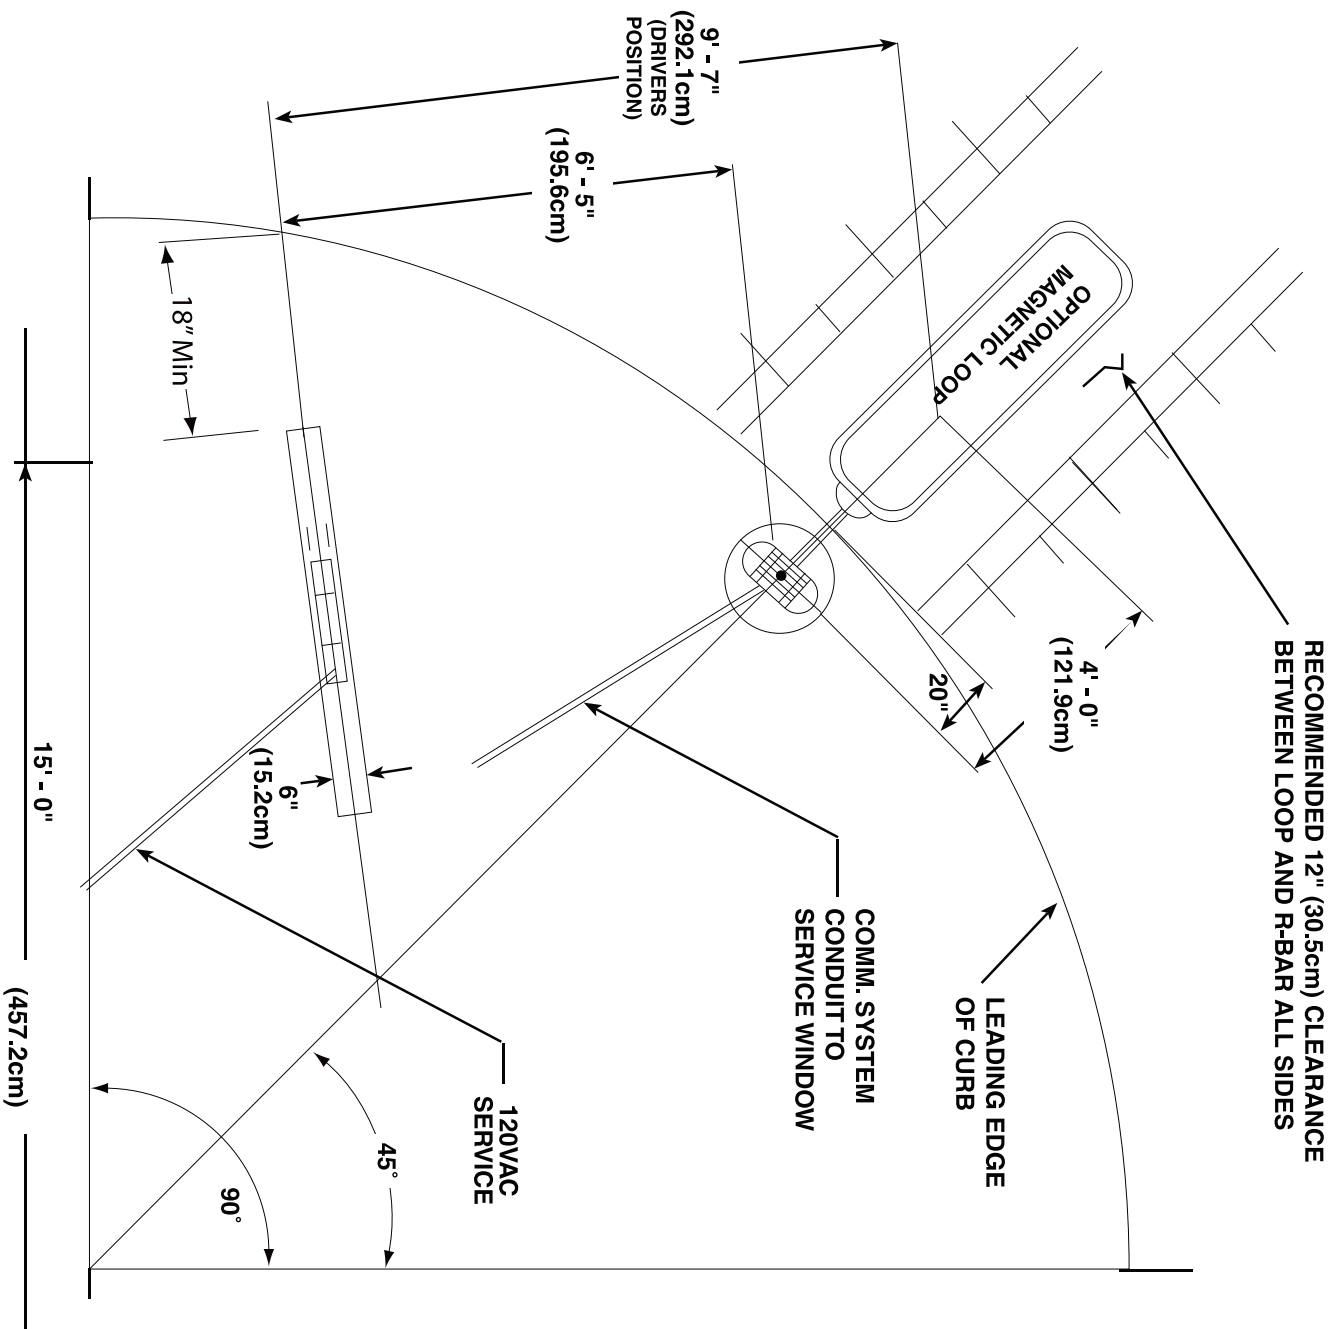 RECOMMENDED 12" (30.5cm) CLEARANCE
BETWEEN LOOP AND R-BAR ALL SIDES
9' - 7"
(292.1cm)
(DRIVERS
POSITION)
6' - 5"
(195.6cm)
OPTIONAL
MAGNETIC LOOP
4' - 0"
(121.9cm)
20"
18" Min
LEADING EDGE
OF CURB
COMM. SYSTEM
CONDUIT TO
SERVICE WINDOW
6"
(15.2cm)
120VAC
SERVICE
45°
90°
15' - 0"
(457.2cm)